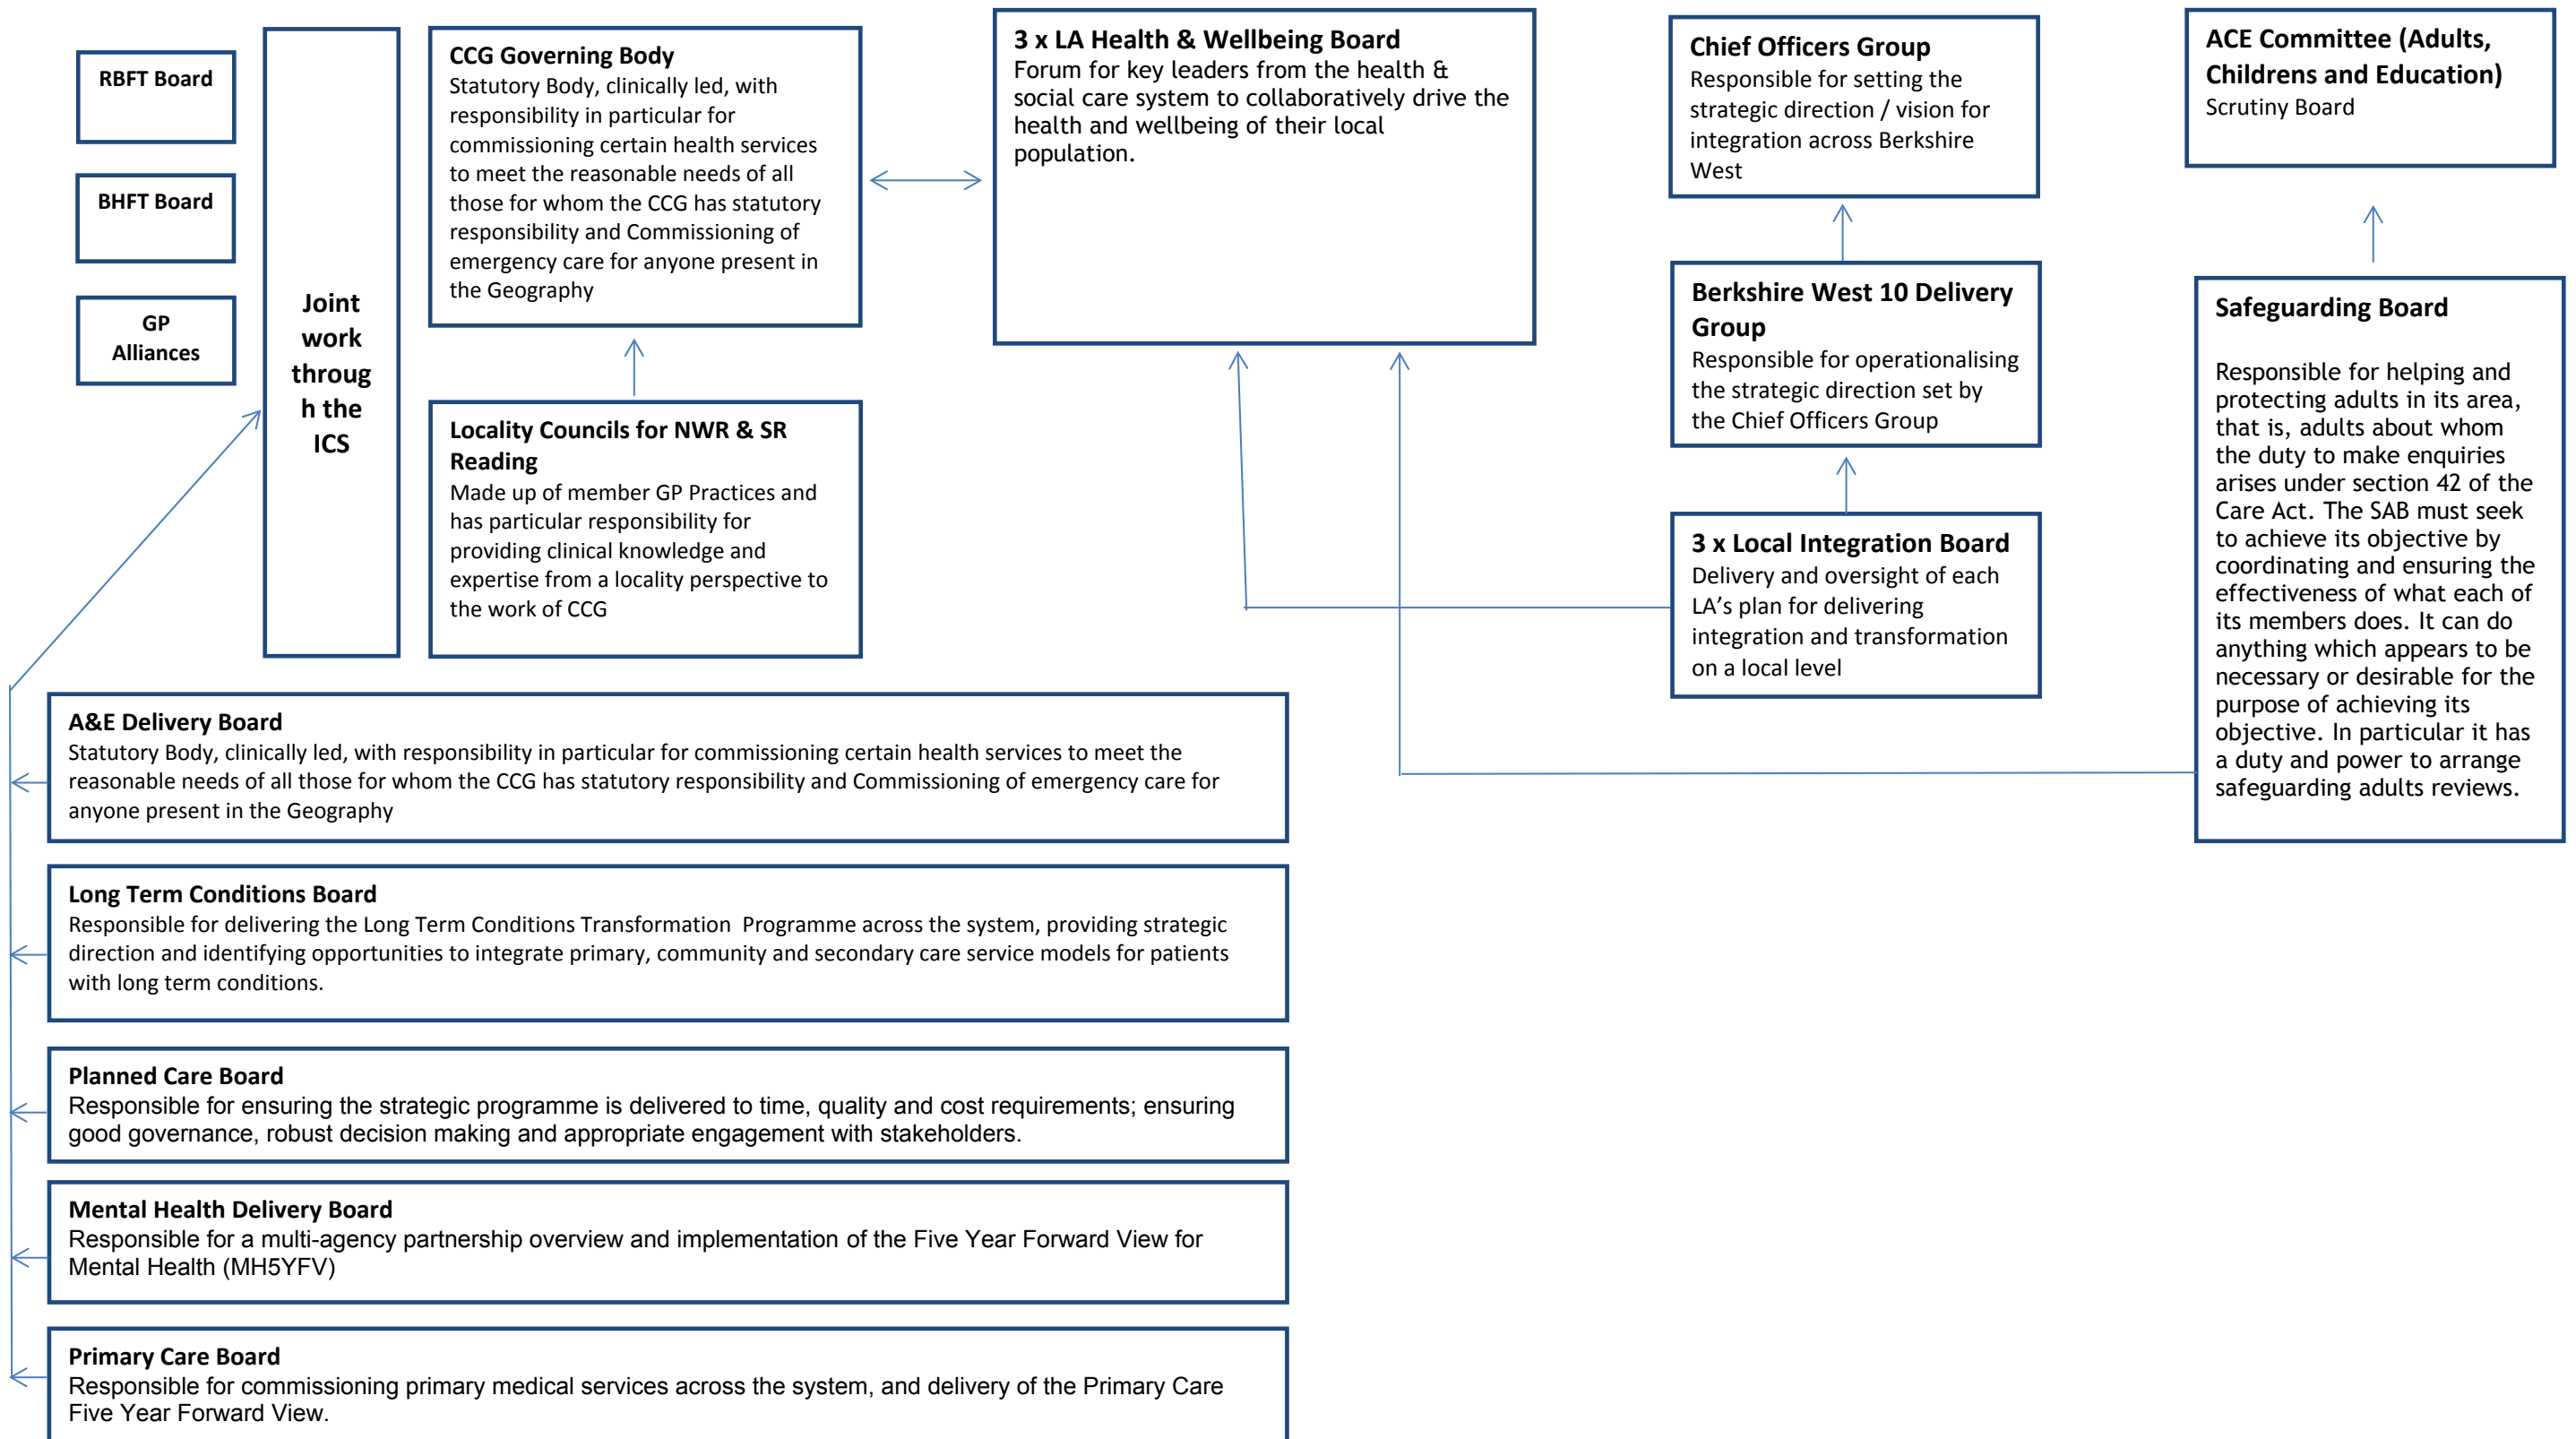 RBFT Board
BHFT Board
GP
Alliances
Joint
work
throug
h the
ICS
CCG Governing Body
Statutory Body, clinically led, with
responsibility in particular for
commissioning certain health services
to meet the reasonable needs of all
those for whom the CCG has statutory
responsibility and Commissioning of
emergency care for anyone present in
the Geography
Locality Councils for NWR & SR
Reading
Made up of member GP Practices and
has particular responsibility for
providing clinical knowledge and
expertise from a locality perspective to
the work of CCG
3 x LA Health & Wellbeing Board
Forum for key leaders from the health &
social care system to collaboratively drive the
health and wellbeing of their local
population.
Chief Officers Group
Responsible for setting the
strategic direction / vision for
integration across Berkshire
West
Berkshire West 10 Delivery
Group
Responsible for operationalising
the strategic direction set by
the Chief Officers Group
3 x Local Integration Board
Delivery and oversight of each
LA’s plan for delivering
integration and transformation
on a local level
ACE Committee (Adults,
Childrens and Education)
Scrutiny Board
Safeguarding Board
Responsible for helping and
protecting adults in its area,
that is, adults about whom
the duty to make enquiries
arises under section 42 of the
Care Act. The SAB must seek
to achieve its objective by
coordinating and ensuring the
effectiveness of what each of
its members does. It can do
anything which appears to be
necessary or desirable for the
purpose of achieving its
objective. In particular it has
a duty and power to arrange
safeguarding adults reviews.
A&E Delivery Board
Statutory Body, clinically led, with responsibility in particular for commissioning certain health services to meet the
reasonable needs of all those for whom the CCG has statutory responsibility and Commissioning of emergency care for
anyone present in the Geography
Long Term Conditions Board
Responsible for delivering the Long Term Conditions Transformation Programme across the system, providing strategic
direction and identifying opportunities to integrate primary, community and secondary care service models for patients
with long term conditions.
Planned Care Board
Responsible for ensuring the strategic programme is delivered to time, quality and cost requirements; ensuring
good governance, robust decision making and appropriate engagement with stakeholders.
Mental Health Delivery Board
Responsible for a multi-agency partnership overview and implementation of the Five Year Forward View for
Mental Health (MH5YFV)
Primary Care Board
Responsible for commissioning primary medical services across the system, and delivery of the Primary Care
Five Year Forward View.